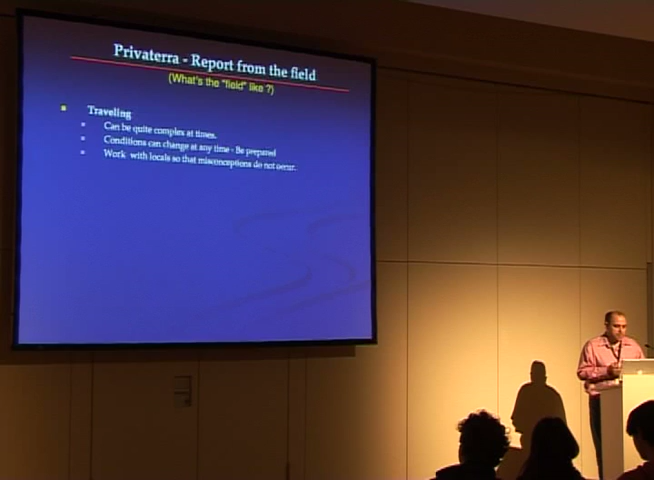 Privaterra - Report from the field
(What's the "field" like ?)
Traveling
Can be quite complex at times.
Conditions can change at any time - Be prepared
Work with locals so that misconceptions do not occur.